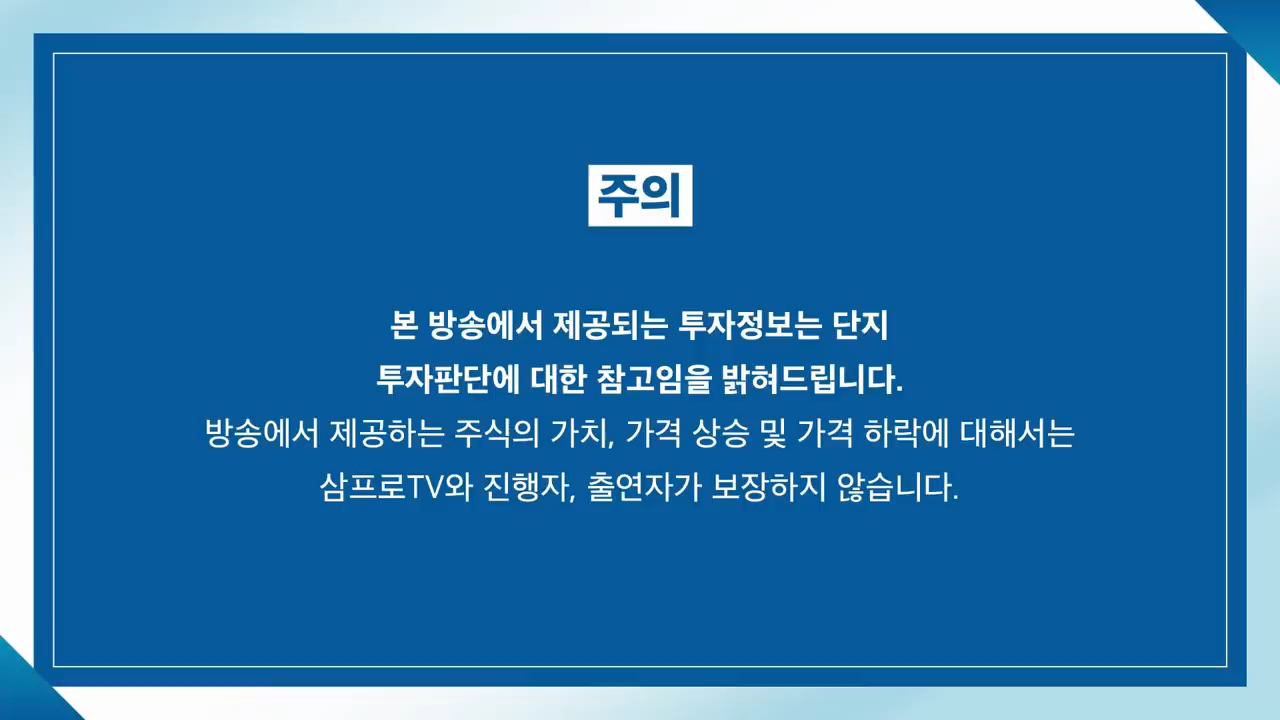 주의
본 방송에서 제공되는 투자정보는 단지
투자판단에 대한 참고임을 밝혀드립니다.
방송에서 제공하는 주식의 가치, 가격 상승 및 가격 하락에 대해서는
삼프로TV와 진행자, 출연자가 보장하지 않습니다.